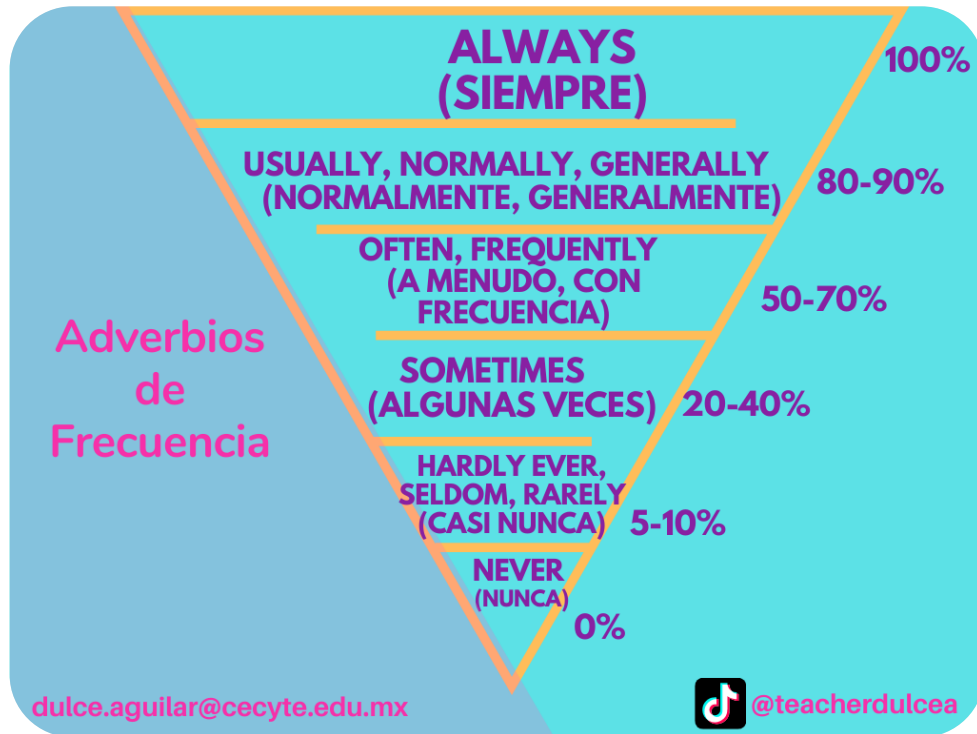 ALWAYS
(SIEMPRE)
100%
USUALLY, NORMALLY, GENERALLY
(NORMALMENTE, GENERALMENTE)
80-90%
OFTEN, FREQUENTLY
(A MENUDO, CON
FRECUENCIA)
50-70%
Adverbios
de
Frecuencia
SOMETIMES
(ALGUNAS VECES)
20-40%
HARDLY EVER,
SELDOM, RARELY
(CASI NUNCA)
5-10%
NEVER
(NUNCA)
0%
dulce.aguilar@cecyte.edu.mx
@teacherdulcea